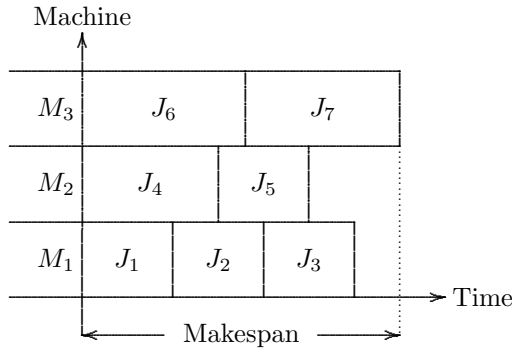 Machine
M₃ J₆ J₇
M₂ J₄ J₅
M₁ J₁ J₂ J₃
Time
Makespan